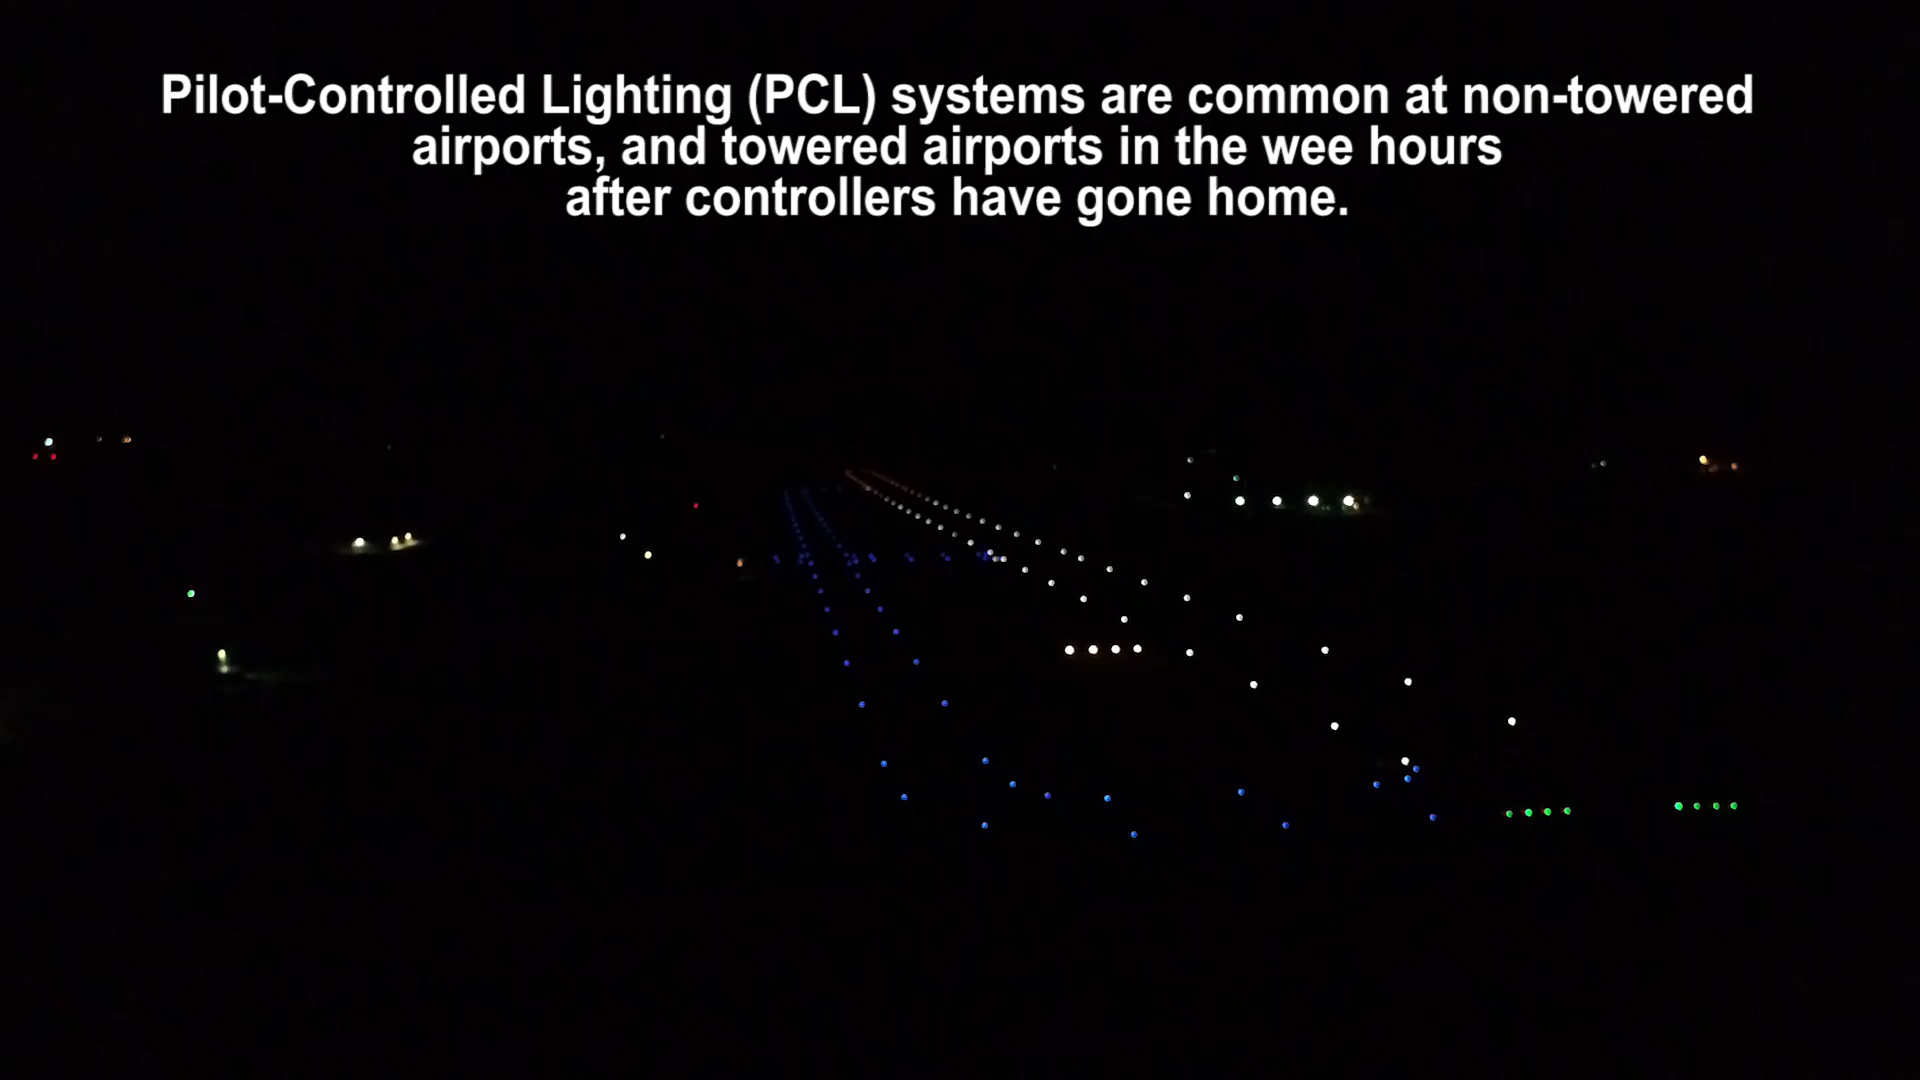 Pilot-Controlled Lighting (PCL) systems are common at non-towered
airports, and towered airports in the wee hours
after controllers have gone home.